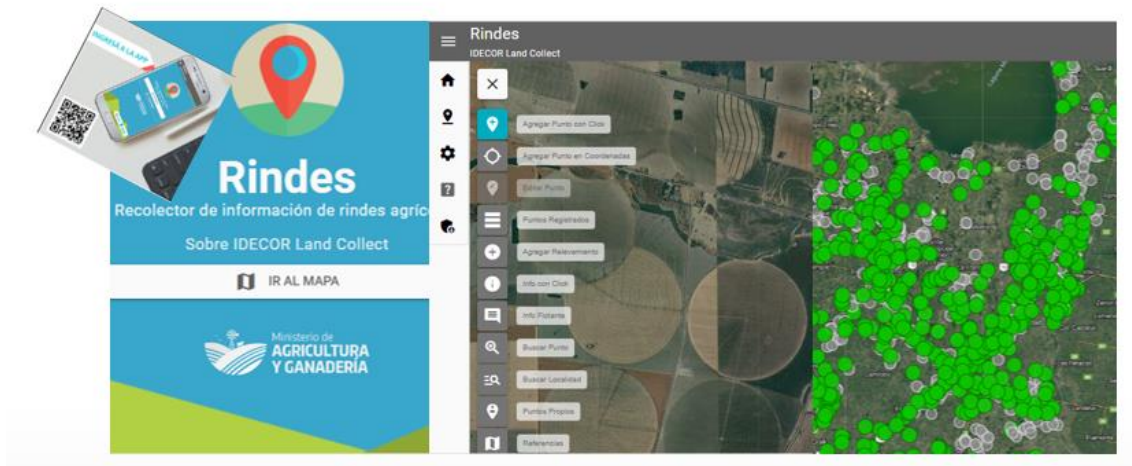 INGRESÁ A LA APP
Rindes
Recolector de información de rindes agríc
Sobre IDECOR Land Collect
IR AL MAPA
Ministerio de
AGRICULTURA
Y GANADERÍA
Rindes
IDECOR Land Collect
Agregar Punto con Click
Agregar Punto en Coordenadas
Editar Punto
Puntos Registrados
Agregar Relevamiento
Info con Click
Info Flotante
Buscar Punto
Buscar Localidad
Puntos Propios
Referencias